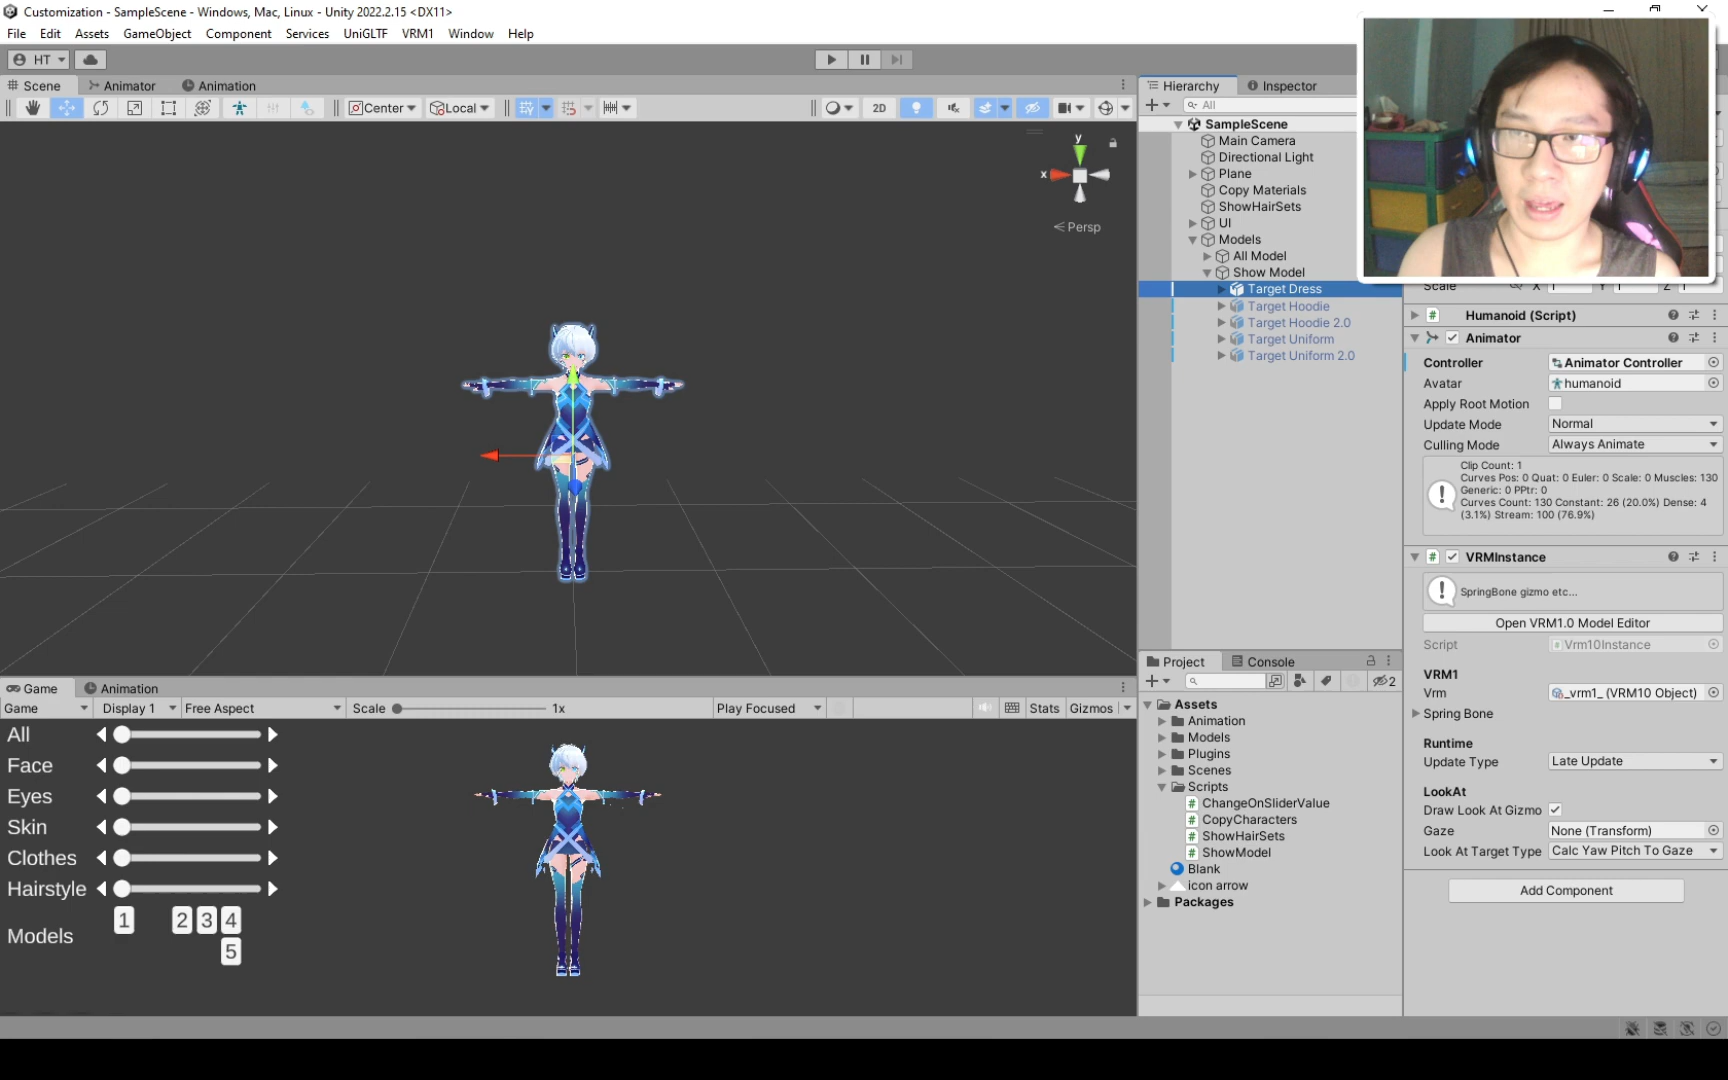 Customization - SampleScene - Windows, Mac, Linux - Unity 2022.2.15 <DX11>
File Edit Assets GameObject Component Services UniGLTF VRM1 Window Help
HT
Scene Animator Animation
Center Local 2D
y
x
Persp
Hierarchy Inspector
All
SampleScene
Main Camera
Directional Light
Plane
Copy Materials
ShowHairSets
UI
Models
All Model
Show Model
Target Dress
Target Hoodie
Target Hoodie 2.0
Target Uniform
Target Uniform 2.0
Scale X 1 Y 1 Z 1
Humanoid (Script)
Animator
Controller Animator Controller
Avatar humanoid
Apply Root Motion
Update Mode Normal
Culling Mode Always Animate
Clip Count: 1
Curves Pos: 0 Quat: 0 Euler: 0 Scale: 0 Muscles: 130
Generic: 0 PPtr: 0
Curves Count: 130 Constant: 26 (20.0%) Dense: 4
(3.1%) Stream: 100 (76.9%)
VRMInstance
SpringBone gizmo etc...
Open VRM1.0 Model Editor
Script Vrm10Instance
VRM1
Vrm _vrm1_ (VRM10 Object)
Spring Bone
Runtime
Update Type Late Update
LookAt
Draw Look At Gizmo
Gaze None (Transform)
Look At Target Type Calc Yaw Pitch To Gaze
Add Component
Game Animation
Game Display 1 Free Aspect Scale 1x Play Focused Stats Gizmos
All
Face
Eyes
Skin
Clothes
Hairstyle
Models 1 2 3 4
5
Project Console
2
Assets
Animation
Models
Plugins
Scenes
Scripts
ChangeOnSliderValue
CopyCharacters
ShowHairSets
ShowModel
Blank
icon arrow
Packages